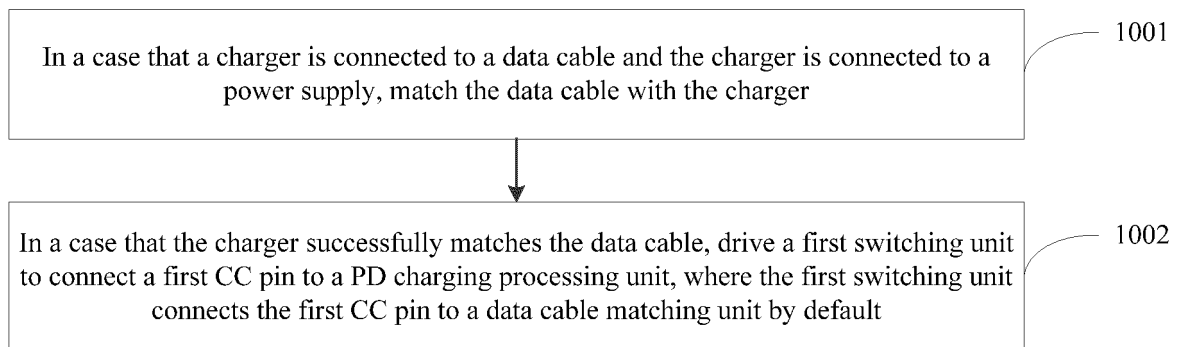 In a case that a charger is connected to a data cable and the charger is connected to a
power supply, match the data cable with the charger
1001
In a case that the charger successfully matches the data cable, drive a first switching unit
to connect a first CC pin to a PD charging processing unit, where the first switching unit
connects the first CC pin to a data cable matching unit by default
1002